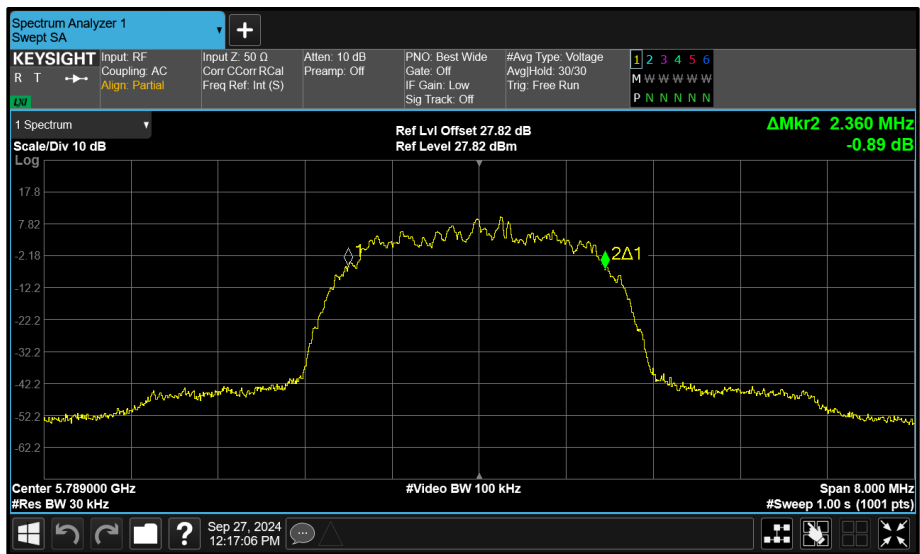 Spectrum Analyzer 1
Swept SA
KEYSIGHT
R T
LXI
Input: RF
Coupling: AC
Align: Partial
Input Z: 50 Ω
Corr CCorr RCal
Freq Ref: Int (S)
Atten: 10 dB
Preamp: Off
PNO: Best Wide
Gate: Off
IF Gain: Low
Sig Track: Off
#Avg Type: Voltage
Avg|Hold: 30/30
Trig: Free Run
1 2 3 4 5 6
M W W W W W
P N N N N N
1 Spectrum
Scale/Div 10 dB
Ref Lvl Offset 27.82 dB
Ref Level 27.82 dBm
ΔMkr2 2.360 MHz
-0.89 dB
Log
17.8
7.82
-2.18
-12.2
-22.2
-32.2
-42.2
-52.2
-62.2
1
2Δ1
Center 5.789000 GHz
#Res BW 30 kHz
#Video BW 100 kHz
Span 8.000 MHz
#Sweep 1.00 s (1001 pts)
?
Sep 27, 2024
12:17:06 PM